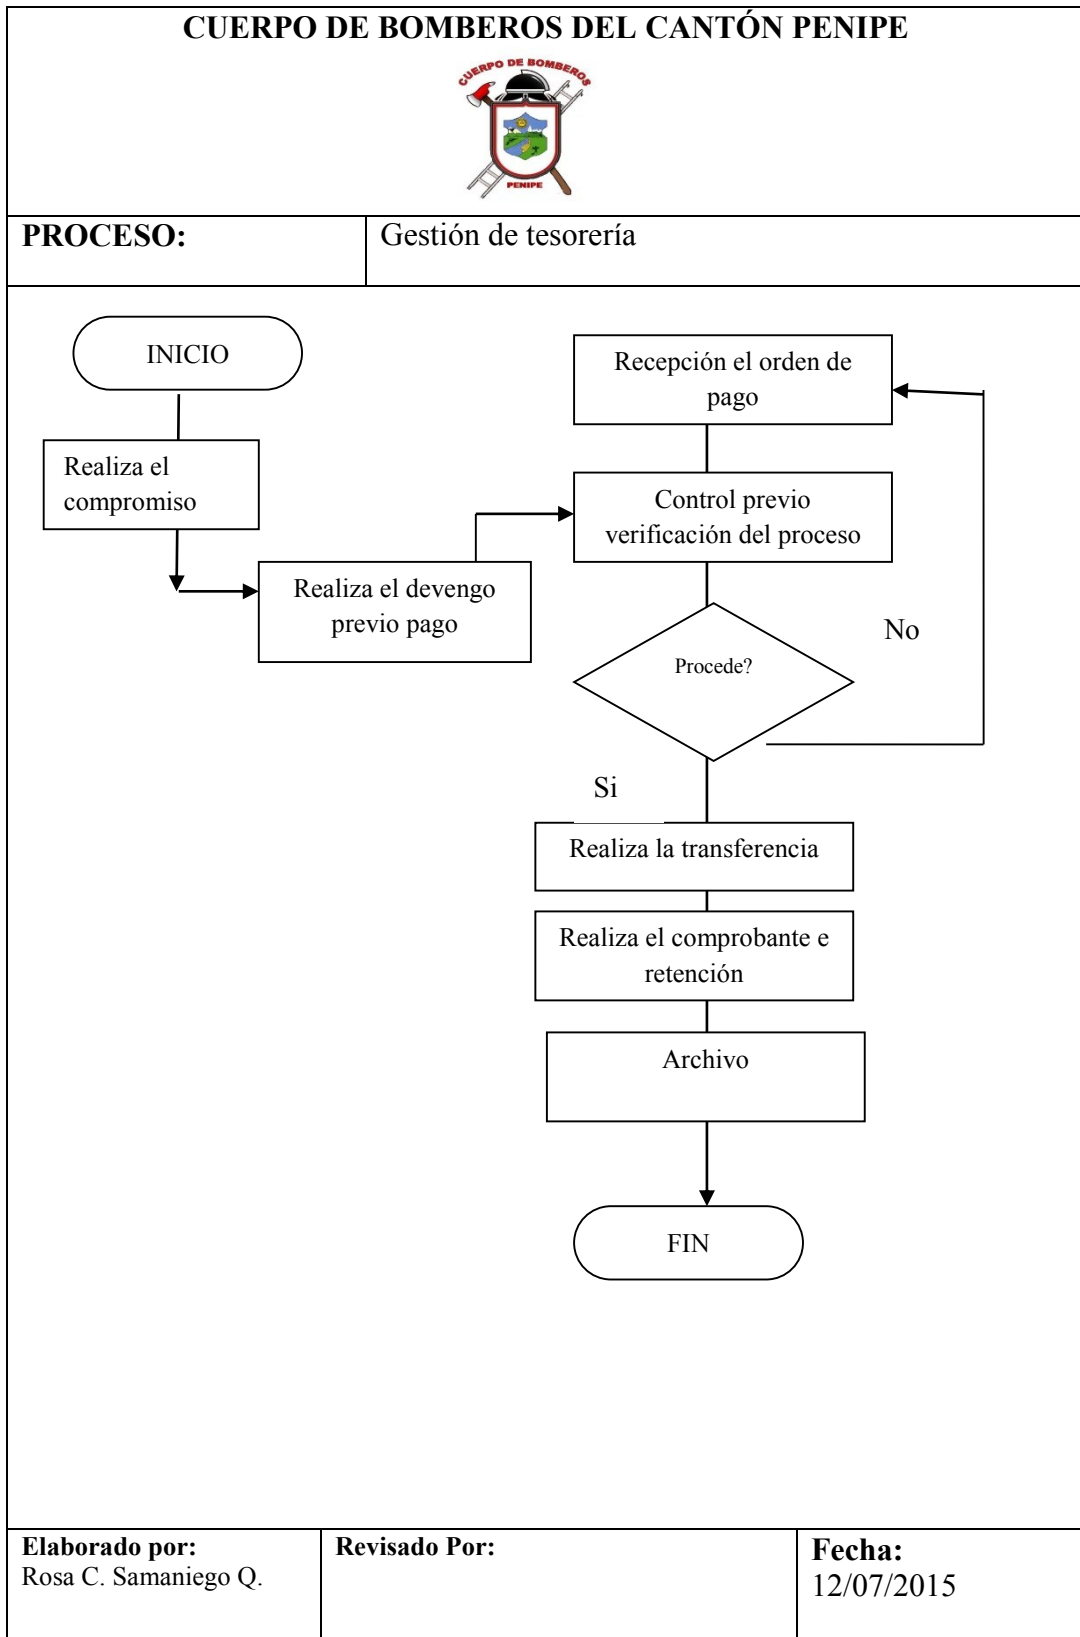 CUERPO DE BOMBEROS DEL CANTÓN PENIPE
CUERPO DE BOMBEROS
PENIPE
PROCESO:
Gestión de tesorería
INICIO
Realiza el
compromiso
Realiza el devengo
previo pago
Recepción el orden de
pago
Control previo
verificación del proceso
Procede?
No
Si
Realiza la transferencia
Realiza el comprobante e
retención
Archivo
FIN
Elaborado por:
Rosa C. Samaniego Q.
Revisado Por:
Fecha:
12/07/2015